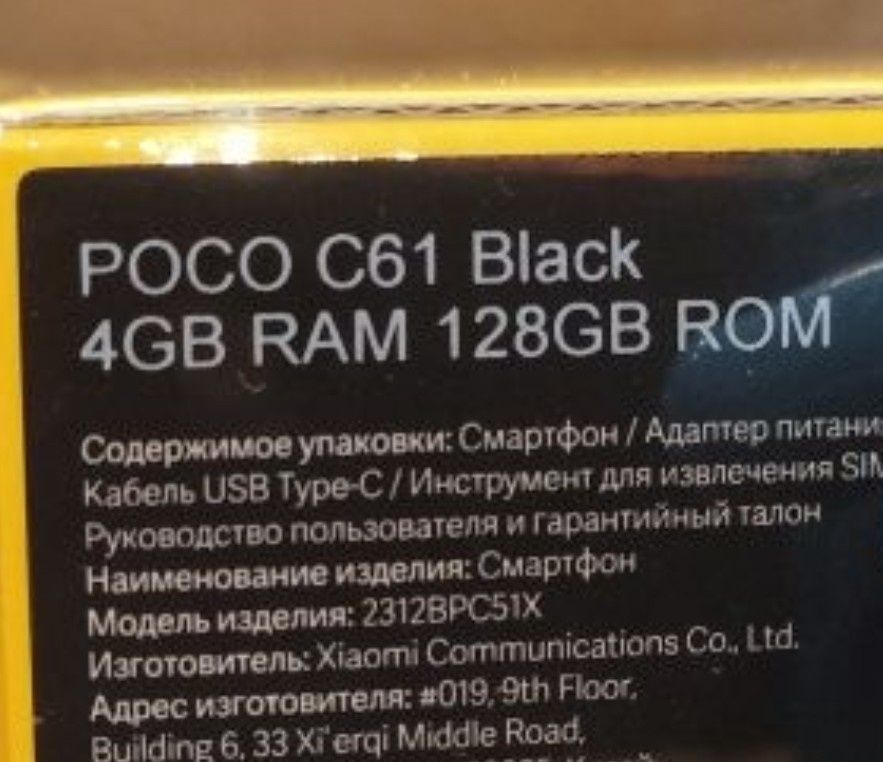 POCO C61 Black
4GB RAM 128GB ROM
Содержимое упаковки: Смартфон / Адаптер питани
Кабель USB Type-C / Инструмент для извлечения SIM
Руководство пользователя и гарантийный талон
Наименование изделия: Смартфон
Модель изделия: 2312BPC51X
Изготовитель: Xiaomi Communications Co., Ltd.
Адрес изготовителя: #019, 9th Floor,
Building 6, 33 Xi'erqi Middle Road,